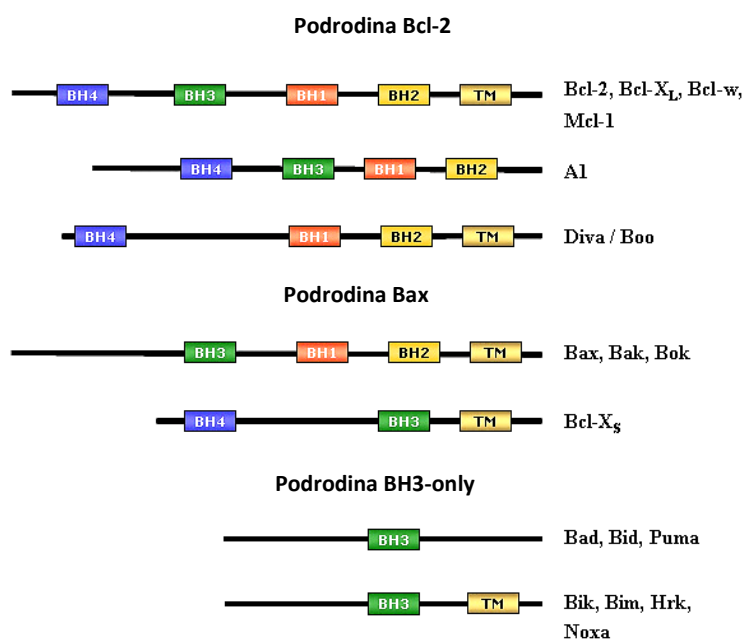 Podrodina Bcl-2
BH4 BH3 BH1 BH2 TM Bcl-2, Bcl-X_L, Bcl-w,
Mcl-1
BH4 BH3 BH1 BH2 A1
BH4 BH1 BH2 TM Diva / Boo
Podrodina Bax
BH3 BH1 BH2 TM Bax, Bak, Bok
BH4 BH3 TM Bcl-X_S
Podrodina BH3-only
BH3 Bad, Bid, Puma
BH3 TM Bik, Bim, Hrk,
Noxa